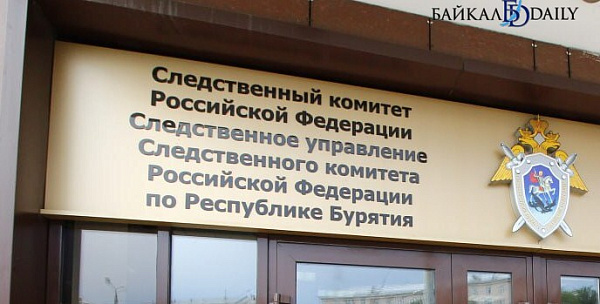 БАЙКАЛ DAILY
Следственный комитет
Российской Федерации
Следственное управление
Следственного комитета
Российской Федерации
по Республике Бурятия